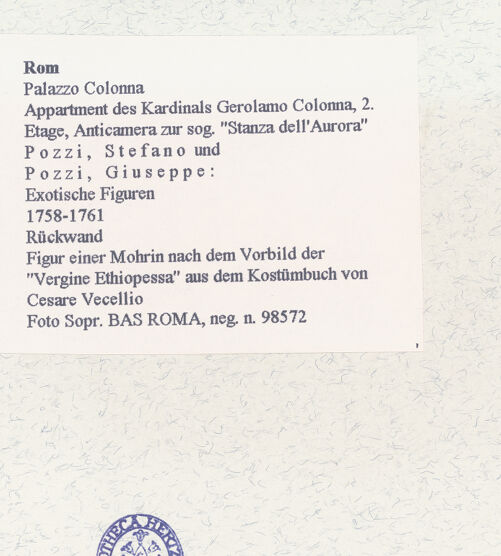 Rom
Palazzo Colonna
Appartment des Kardinals Gerolamo Colonna, 2.
Etage, Anticamera zur sog. "Stanza dell'Aurora"
Pozzi, Stefano und
Pozzi, Giuseppe:
Exotische Figuren
1758-1761
Rückwand
Figur einer Mohrin nach dem Vorbild der
"Vergine Ethiopessa" aus dem Kostümbuch von
Cesare Vecellio
Foto Sopr. BAS ROMA, neg. n. 98572